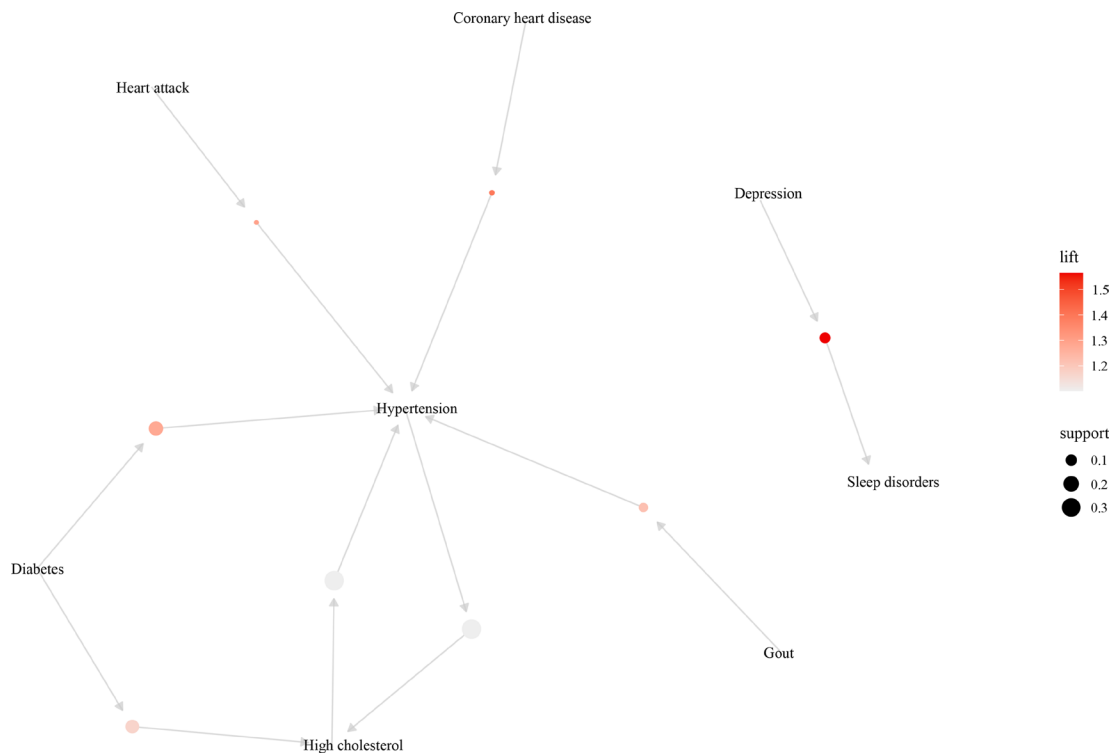 Coronary heart disease
Heart attack
Depression
lift
1.5
1.4
1.3
1.2
Hypertension
support
0.1
Sleep disorders
0.2
0.3
Diabetes
Gout
High cholesterol